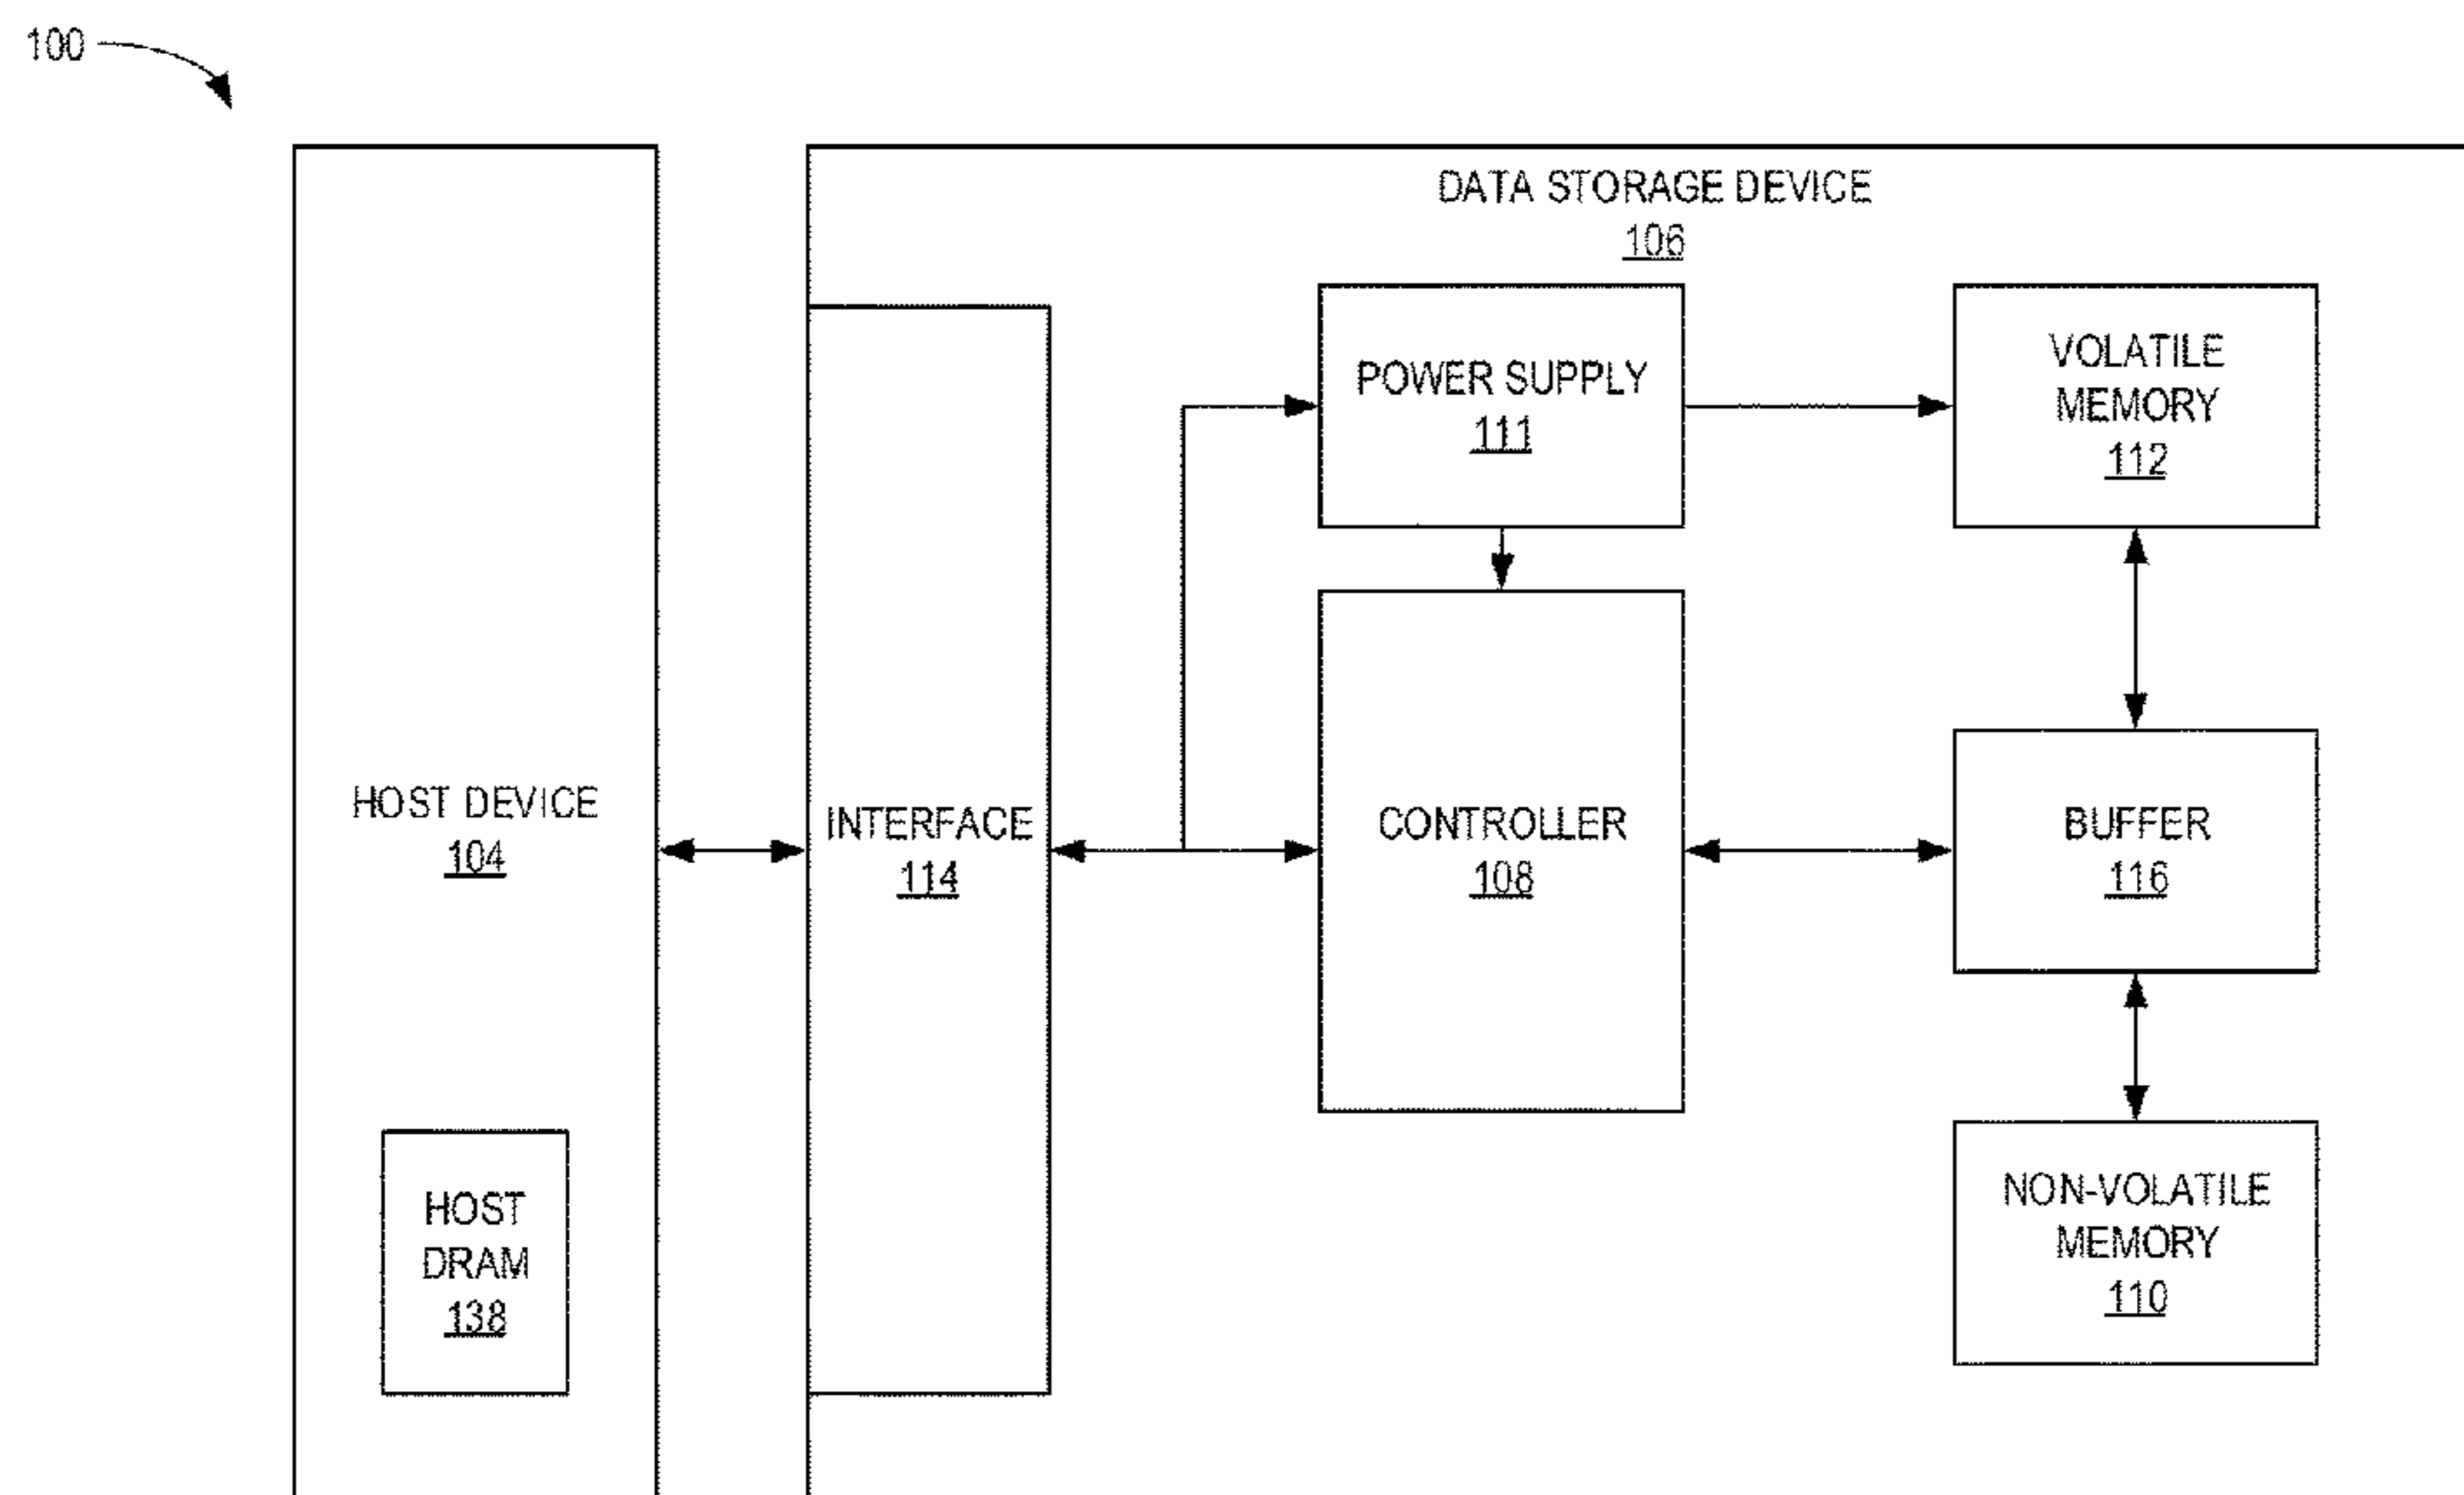 100
DATA STORAGE DEVICE
106
POWER SUPPLY
111
VOLATILE
MEMORY
112
HOST DEVICE
104
INTERFACE
114
CONTROLLER
108
BUFFER
116
HOST
DRAM
138
NON-VOLATILE
MEMORY
110